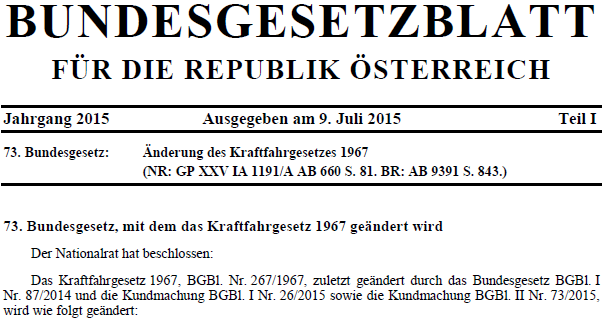 BUNDESGESETZBLATT
FÜR DIE REPUBLIK ÖSTERREICH
Jahrgang 2015 Ausgegeben am 9. Juli 2015 Teil I
73. Bundesgesetz: Änderung des Kraftfahrgesetzes 1967
(NR: GP XXV IA 1191/A AB 660 S. 81. BR: AB 9391 S. 843.)
73. Bundesgesetz, mit dem das Kraftfahrgesetz 1967 geändert wird
Der Nationalrat hat beschlossen:
Das Kraftfahrgesetz 1967, BGBl. Nr. 267/1967, zuletzt geändert durch das Bundesgesetz BGBl. I
Nr. 87/2014 und die Kundmachung BGBl. I Nr. 26/2015 sowie die Kundmachung BGBl. II Nr. 73/2015,
wird wie folgt geändert: